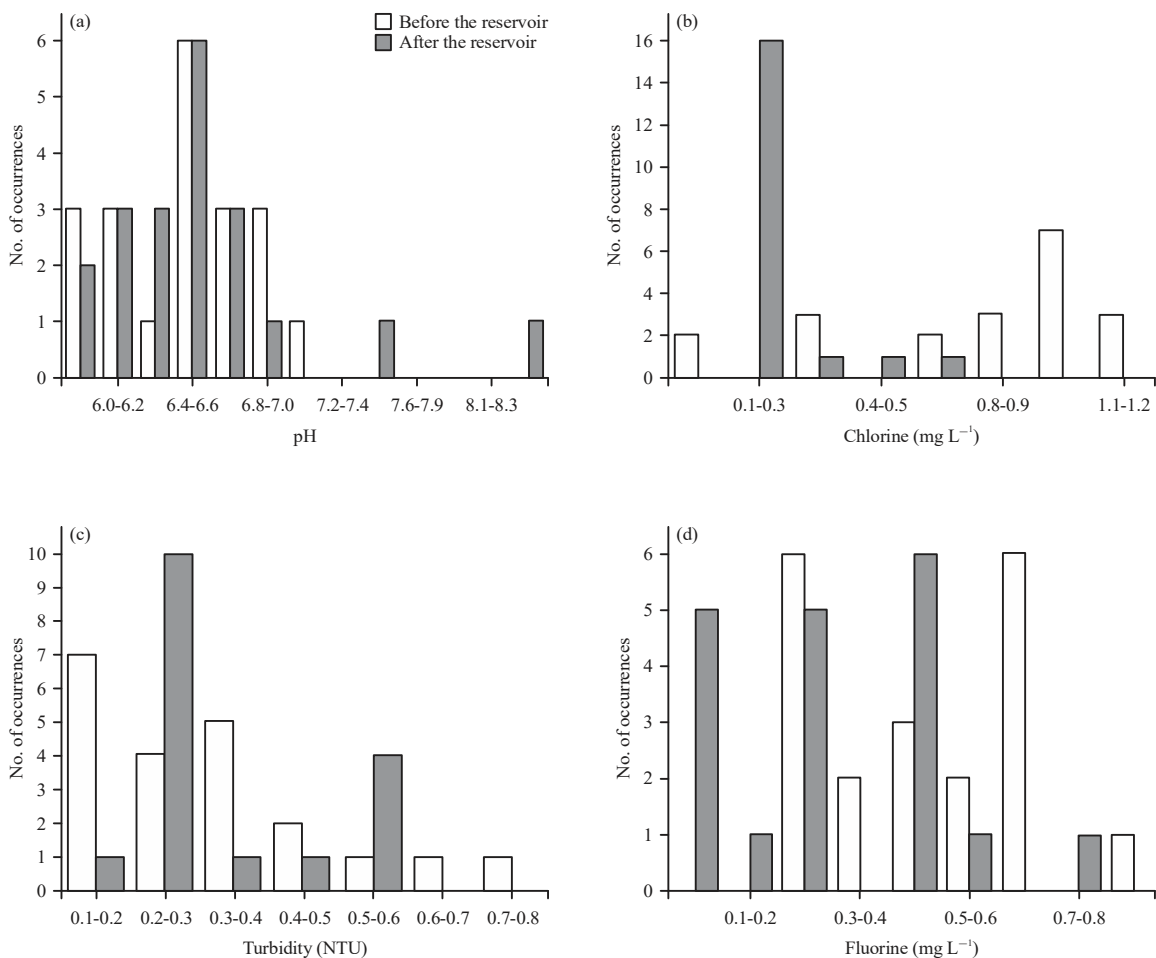 (a)
Before the reservoir
After the reservoir
6
5
4
3
2
1
0
No. of occurrences
6.0-6.2 6.4-6.6 6.8-7.0 7.2-7.4 7.6-7.9 8.1-8.3
pH
(b)
16
14
12
10
8
6
4
2
0
No. of occurrences
0.1-0.3 0.4-0.5 0.8-0.9 1.1-1.2
Chlorine (mg L⁻¹)
(c)
10
9
8
7
6
5
4
3
2
1
0
No. of occurrences
0.1-0.2 0.2-0.3 0.3-0.4 0.4-0.5 0.5-0.6 0.6-0.7 0.7-0.8
Turbidity (NTU)
(d)
6
5
4
3
2
1
0
No. of occurrences
0.1-0.2 0.3-0.4 0.5-0.6 0.7-0.8
Fluorine (mg L⁻¹)